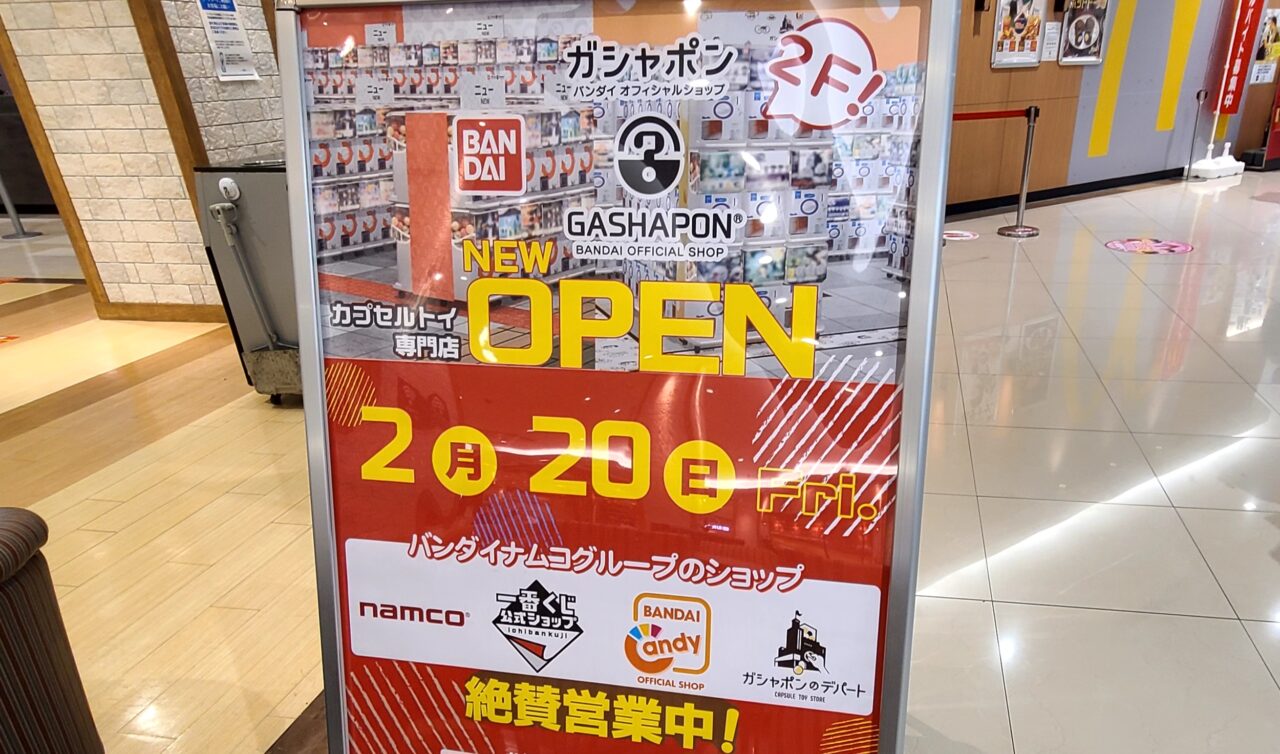 ガシャポン
バンダイ オフィシャルショップ
2F!
BAN
DAI
GASHAPON®
BANDAI OFFICIAL SHOP
NEW
カプセルトイ
専門店
OPEN
2月20日 Fri.
バンダイナムコグループのショップ
namco®
一番くじ
公式ショップ
ichibankuji
BANDAI
Candy
OFFICIAL SHOP
ガシャポンのデパート
CAPSULE TOY STORE
絶賛営業中!